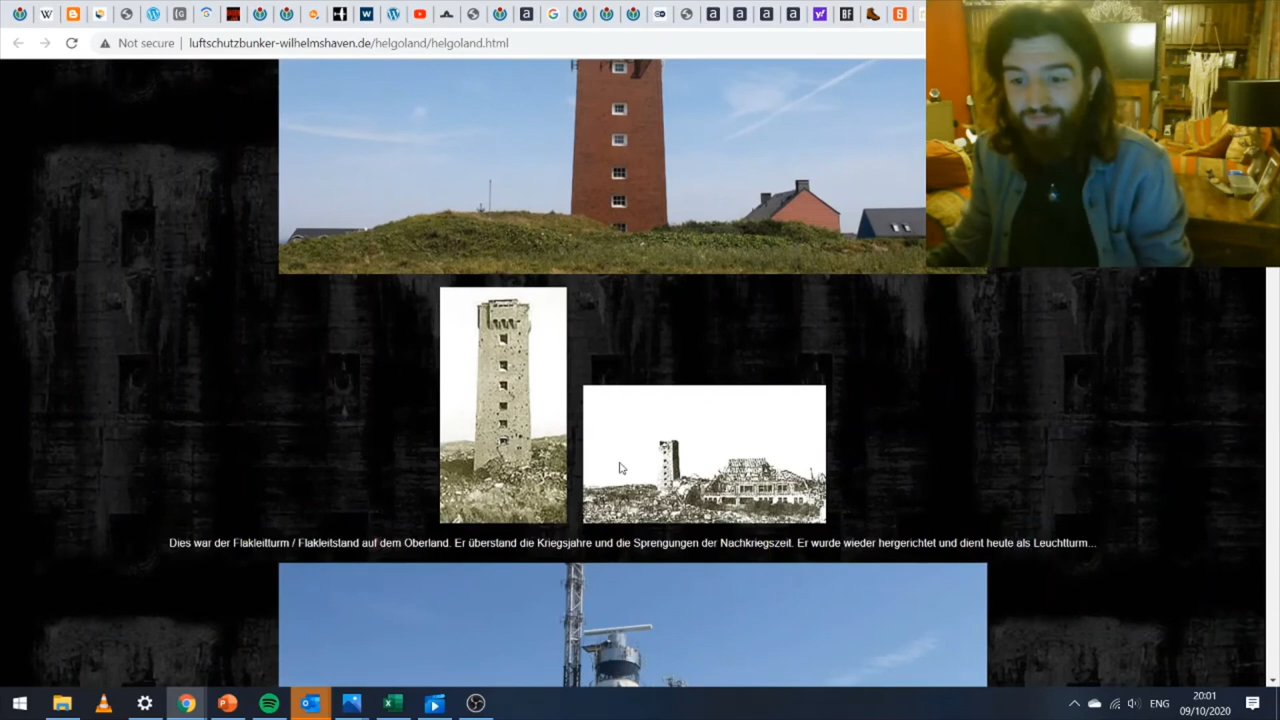 Not secure
luftschutzbunker-wilhelmshaven.de/helgoland/helgoland.html
Dies war der Flakleitturm / Flakleitstand auf dem Oberland. Er überstand die Kriegsjahre und die Sprengungen der Nachkriegszeit. Er wurde wieder hergerichtet und dient heute als Leuchtturm...
ENG
20:01
09/10/2020